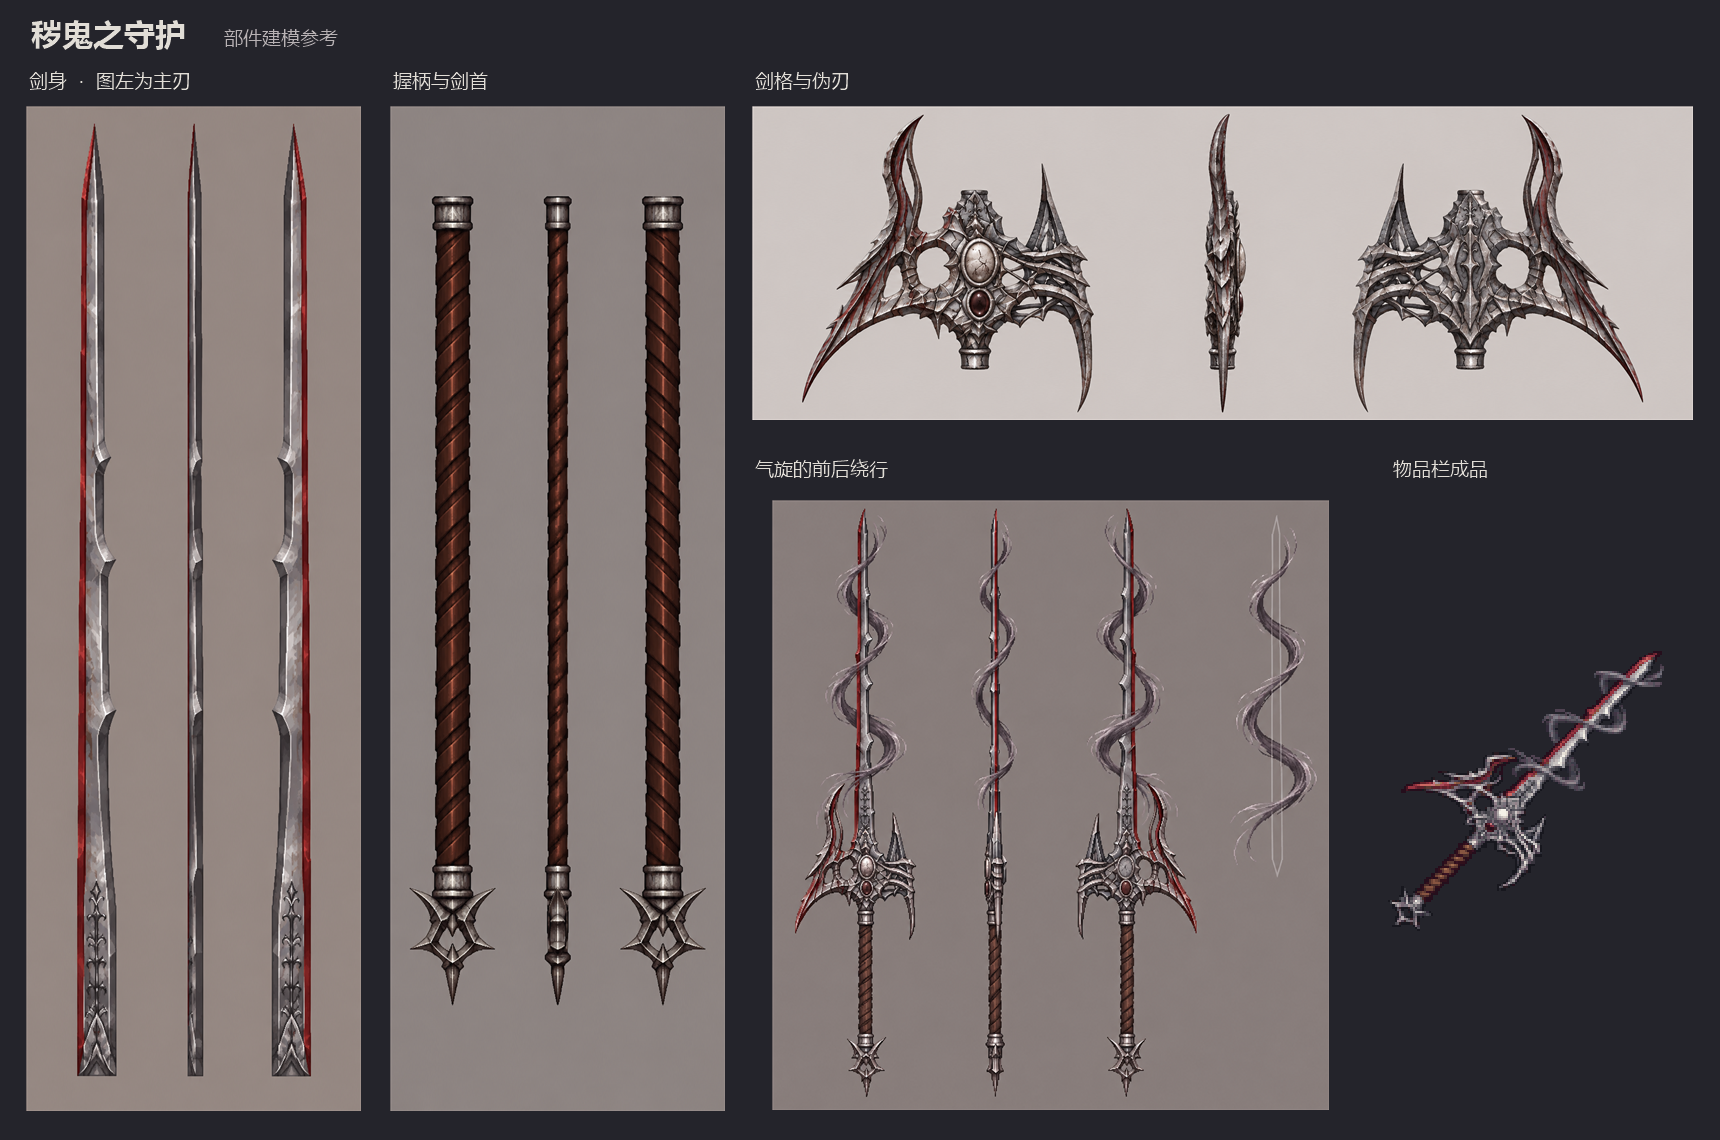 秽鬼之守护 部件建模参考
剑身 · 图左为主刃
握柄与剑首
剑格与伪刃
气旋的前后绕行
物品栏成品